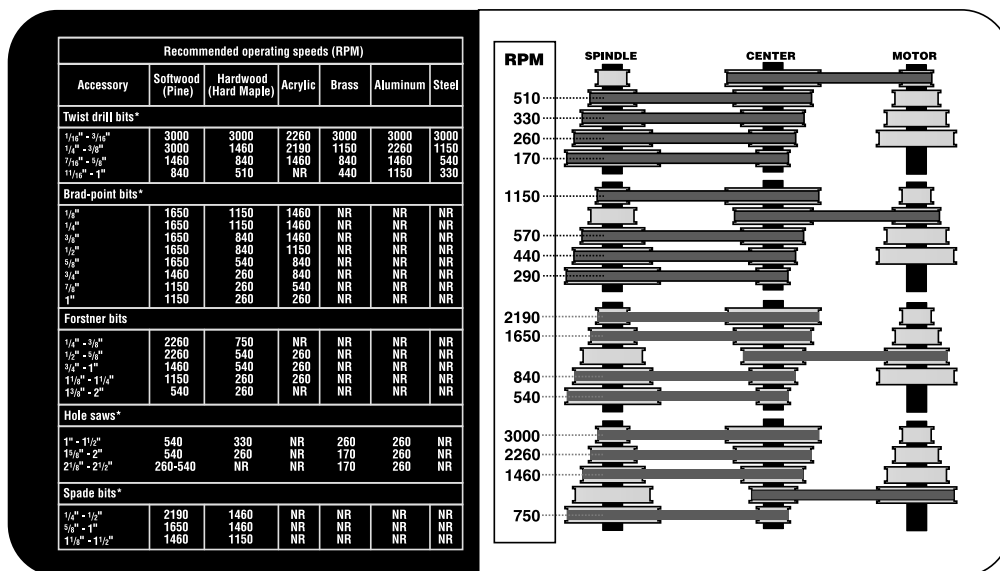 Recommended operating speeds (RPM)
Accessory Softwood (Pine) Hardwood (Hard Maple) Acrylic Brass Aluminum Steel
Twist drill bits*
1/16" - 3/16" 3000 3000 2260 3000 3000 3000
1/4" - 3/8" 3000 1460 2190 1150 2260 1150
7/16" - 5/8" 1460 840 1460 840 1460 540
11/16" - 1" 840 510 NR 440 1150 330
Brad-point bits*
1/8" 1650 1150 1460 NR NR NR
1/4" 1650 1150 1460 NR NR NR
3/8" 1650 840 1460 NR NR NR
1/2" 1650 840 1150 NR NR NR
5/8" 1650 540 840 NR NR NR
3/4" 1460 260 840 NR NR NR
7/8" 1150 260 540 NR NR NR
1" 1150 260 260 NR NR NR
Forstner bits
1/4" - 3/8" 2260 750 NR NR NR NR
1/2" - 5/8" 2260 540 260 NR NR NR
3/4" - 1" 1460 540 260 NR NR NR
1 1/8" - 1 1/4" 1150 260 260 NR NR NR
1 3/8" - 2" 540 260 NR NR NR NR
Hole saws*
1" - 1 1/2" 540 330 NR 260 260 NR
1 5/8" - 2" 540 260 NR 170 260 NR
2 1/8" - 2 1/2" 260-540 NR NR 170 260 NR
Spade bits*
1/4" - 1/2" 2190 1460 NR NR NR NR
5/8" - 1" 1650 1460 NR NR NR NR
1 1/8" - 1 1/2" 1460 1150 NR NR NR NR
RPM SPINDLE CENTER MOTOR
510
330
260
170
1150
570
440
290
2190
1650
840
540
3000
2260
1460
750